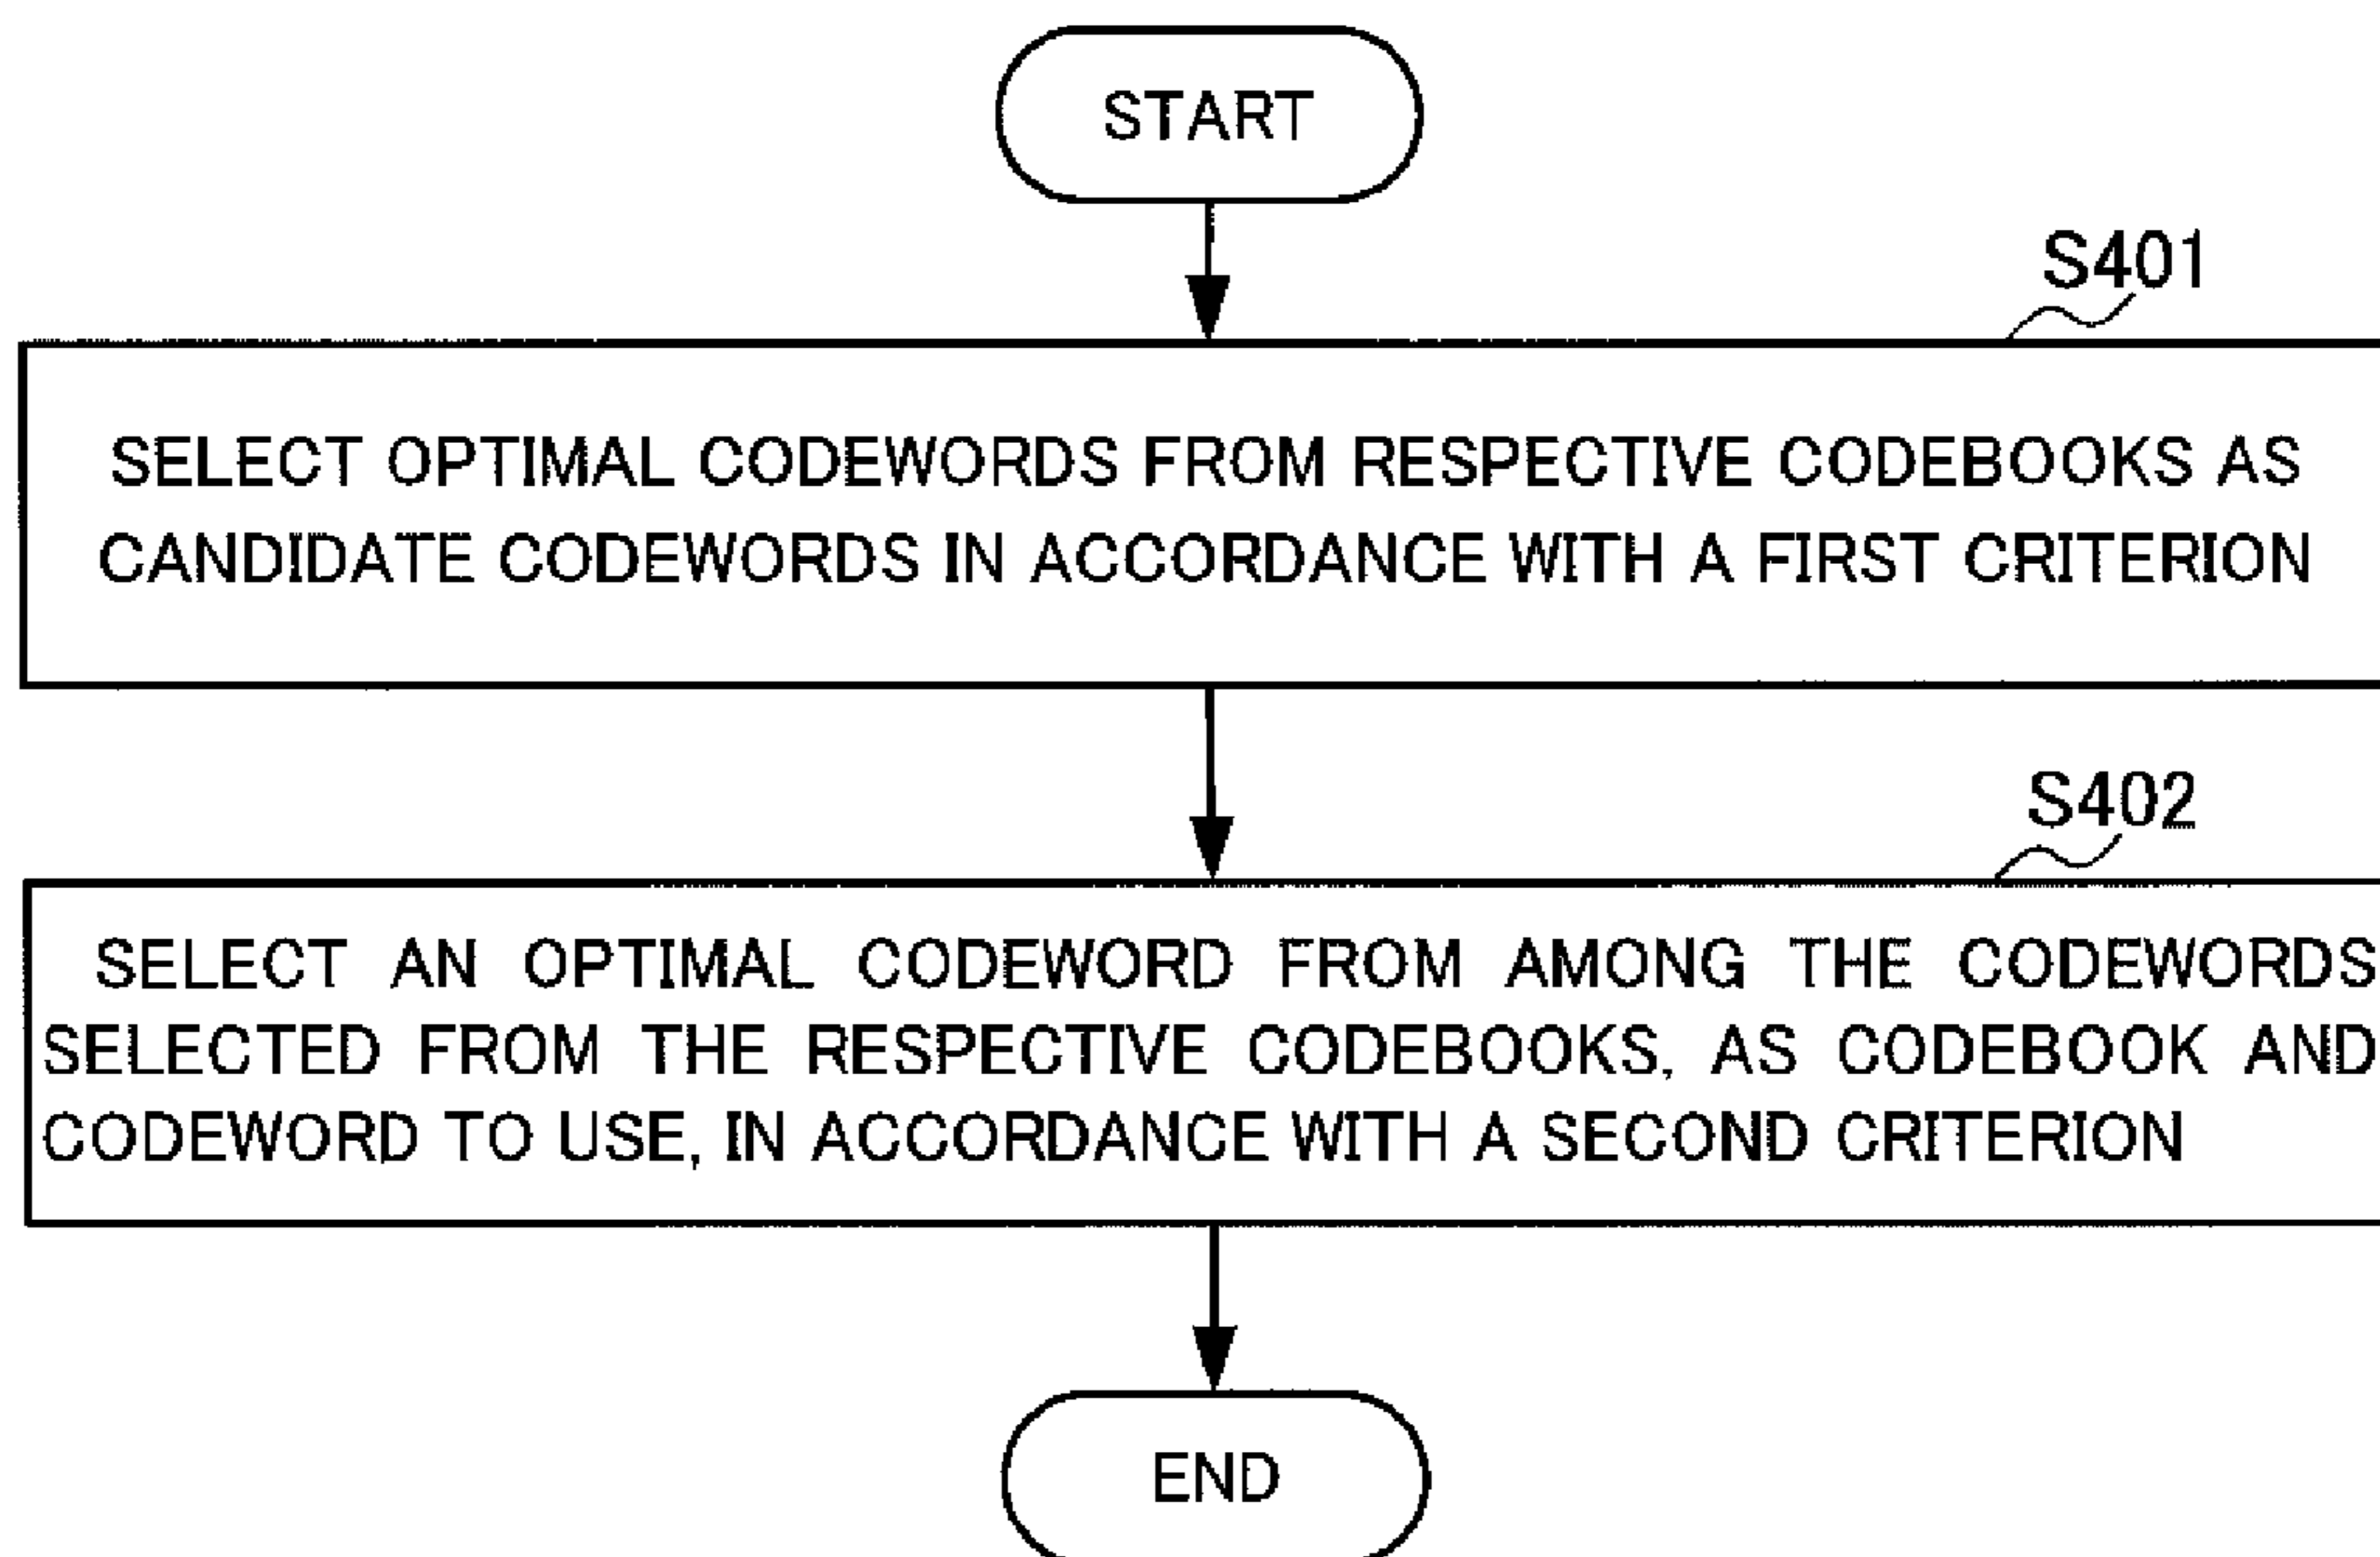 START
S401
SELECT OPTIMAL CODEWORDS FROM RESPECTIVE CODEBOOKS AS
CANDIDATE CODEWORDS IN ACCORDANCE WITH A FIRST CRITERION
S402
SELECT AN OPTIMAL CODEWORD FROM AMONG THE CODEWORDS
SELECTED FROM THE RESPECTIVE CODEBOOKS, AS CODEBOOK AND
CODEWORD TO USE, IN ACCORDANCE WITH A SECOND CRITERION
END